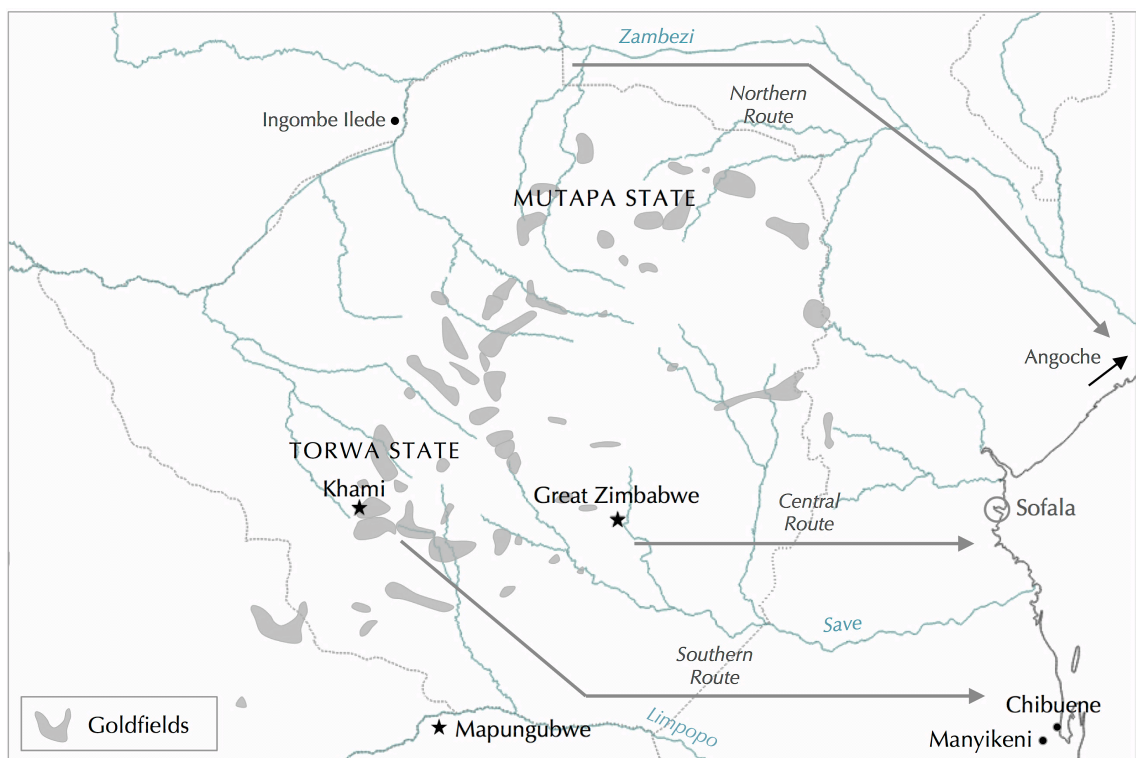 Zambezi
Northern
Route
Ingombe Ilede
MUTAPA STATE
Angoche
TORWA STATE
Khami
Great Zimbabwe
Central
Route
Sofala
Save
Southern
Route
Chibuene
Limpopo
Goldfields
Mapungubwe
Manyikeni